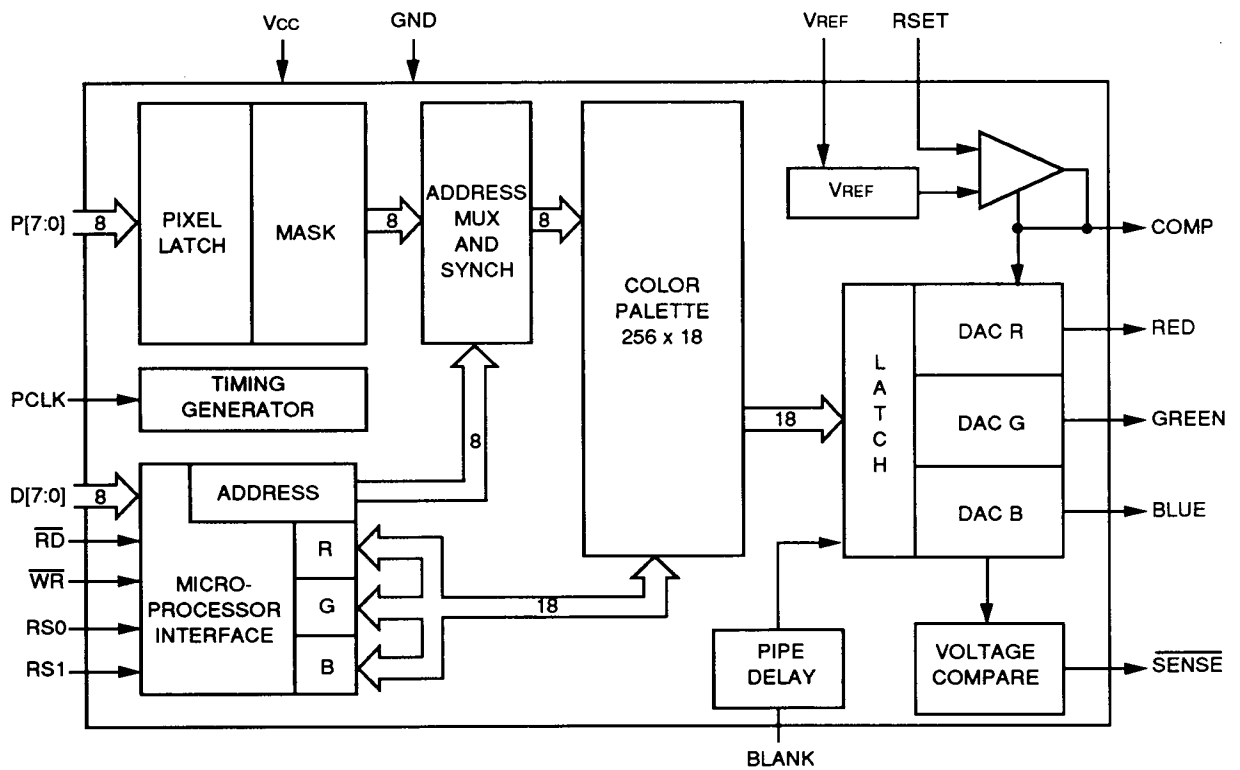 VCC
GND
VREF
RSET
P[7:0]
8
PIXEL
LATCH
MASK
8
ADDRESS
MUX
AND
SYNCH
8
COLOR
PALETTE
256 x 18
VREF
COMP
PCLK
TIMING
GENERATOR
8
18
L
A
T
C
H
DAC R
RED
DAC G
GREEN
DAC B
BLUE
D[7:0]
8
ADDRESS
RD
WR
RS0
RS1
MICRO-
PROCESSOR
INTERFACE
R
G
B
18
PIPE
DELAY
BLANK
VOLTAGE
COMPARE
SENSE